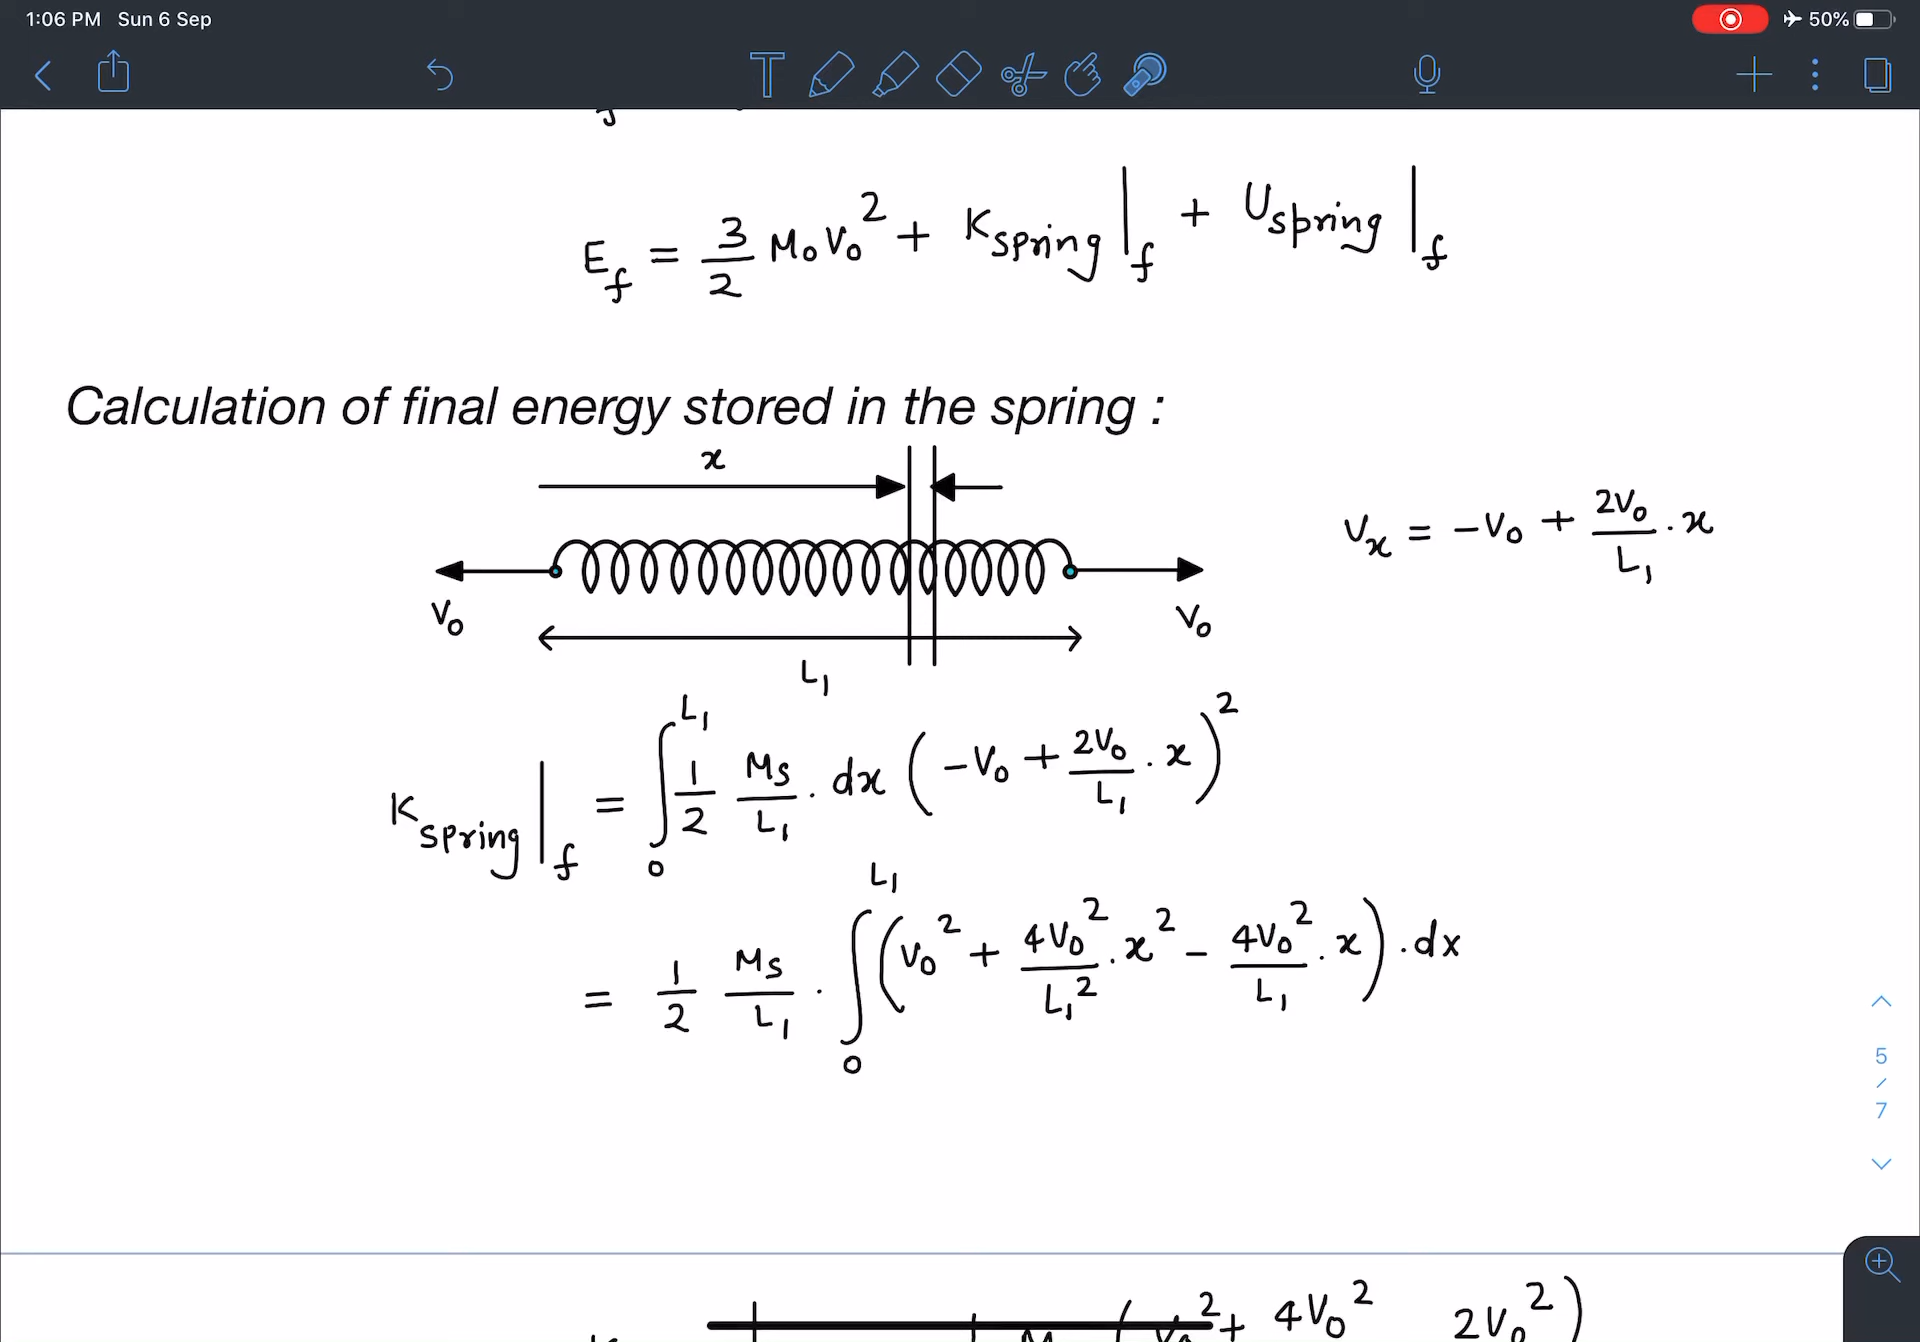 1:06 PM Sun 6 Sep 50%
T
E_f = 3/2 M₀V₀² + K_spring |_f + U_spring |_f
Calculation of final energy stored in the spring :
x
V_x = -V₀ + 2V₀/L₁ · x
V₀ V₀
L₁
K_spring |_f = ∫₀^L₁ 1/2 Ms/L₁ · dx (-V₀ + 2V₀/L₁ · x)²
= 1/2 Ms/L₁ · ∫₀^L₁ (V₀² + 4V₀²/L₁² · x² - 4V₀²/L₁ · x) · dx
5
/
7
² + 4V₀² 2V₀² )